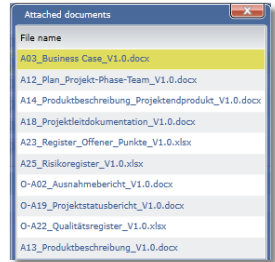 Attached documents
File name
A03_Business Case_V1.0.docx
A12_Plan_Projekt-Phase-Team_V1.0.docx
A14_Produktbeschreibung_Projektendprodukt_V1.0.docx
A18_Projektleitdokumentation_V1.0.docx
A23_Register_Offener_Punkte_V1.0.xlsx
A25_Risikoregister_V1.0.xlsx
O-A02_Ausnahmebericht_V1.0.docx
O-A19_Projektstatusbericht_V1.0.docx
O-A22_Qualitätsregister_V1.0.xlsx
A13_Produktbeschreibung_V1.0.docx